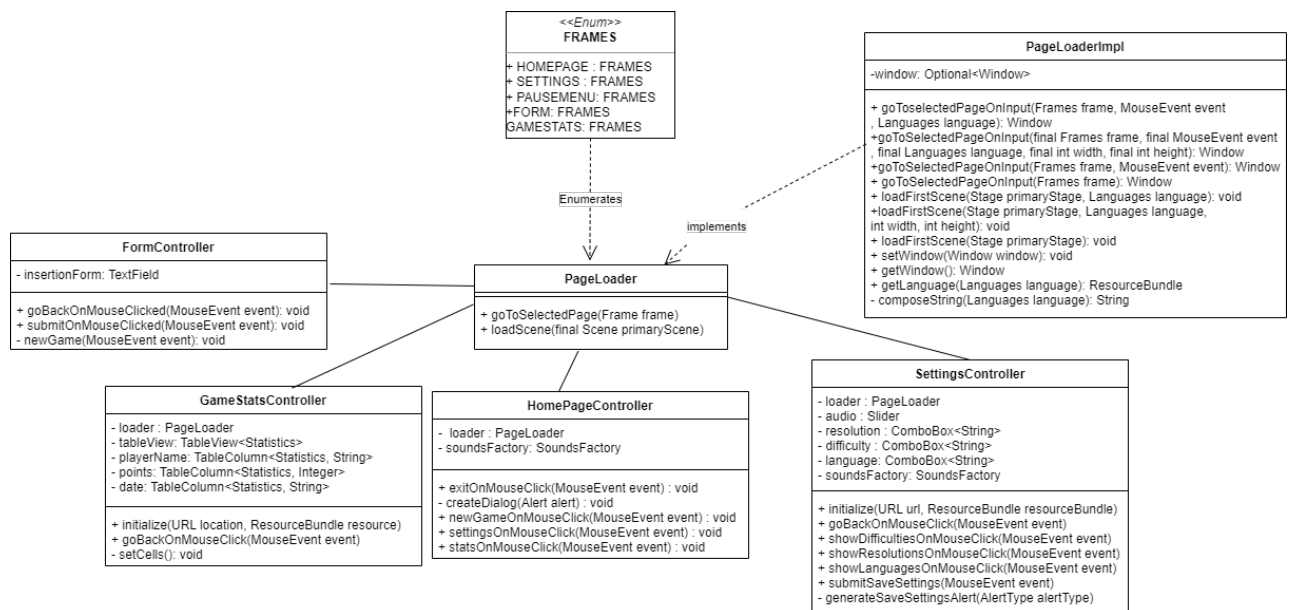 <<Enum>>
FRAMES
+ HOMEPAGE : FRAMES
+ SETTINGS : FRAMES
+ PAUSEMENU: FRAMES
+FORM: FRAMES
GAMESTATS: FRAMES
Enumerates
implements
PageLoaderImpl
-window: Optional<Window>
+ goToselectedPageOnInput(Frames frame, MouseEvent event
, Languages language): Window
+goToSelectedPageOnInput(final Frames frame, final MouseEvent event
, final Languages language, final int width, final int height): Window
+goToSelectedPageOnInput(Frames frame, MouseEvent event): Window
+ goToSelectedPageOnInput(Frames frame): Window
+ loadFirstScene(Stage primaryStage, Languages language): void
+loadFirstScene(Stage primaryStage, Languages language,
int width, int height): void
+ loadFirstScene(Stage primaryStage): void
+ setWindow(Window window): void
+ getWindow(): Window
+ getLanguage(Languages language): ResourceBundle
- composeString(Languages language): String
FormController
- insertionForm: TextField
+ goBackOnMouseClicked(MouseEvent event): void
+ submitOnMouseClicked(MouseEvent event): void
- newGame(MouseEvent event): void
PageLoader
+ goToSelectedPage(Frame frame)
+ loadScene(final Scene primaryScene)
GameStatsController
- loader : PageLoader
- tableView: TableView<Statistics>
- playerName: TableColumn<Statistics, String>
- points: TableColumn<Statistics, Integer>
- date: TableColumn<Statistics, String>
+ initialize(URL location, ResourceBundle resource)
+ goBackOnMouseClick(MouseEvent event)
- setCells(): void
HomePageController
- loader : PageLoader
- soundsFactory: SoundsFactory
+ exitOnMouseClick(MouseEvent event) : void
- createDialog(Alert alert) : void
+ newGameOnMouseClick(MouseEvent event) : void
+ settingsOnMouseClick(MouseEvent event) : void
+ statsOnMouseClick(MouseEvent event) : void
SettingsController
- loader : PageLoader
- audio : Slider
- resolution : ComboBox<String>
- difficulty : ComboBox<String>
- language: ComboBox<String>
- soundsFactory: SoundsFactory
+ initialize(URL url, ResourceBundle resourceBundle)
+ goBackOnMouseClick(MouseEvent event)
+ showDifficultiesOnMouseClick(MouseEvent event)
+ showResolutionsOnMouseClick(MouseEvent event)
+ showLanguagesOnMouseClick(MouseEvent event)
+ submitSaveSettings(MouseEvent event)
- generateSaveSettingsAlert(AlertType alertType)